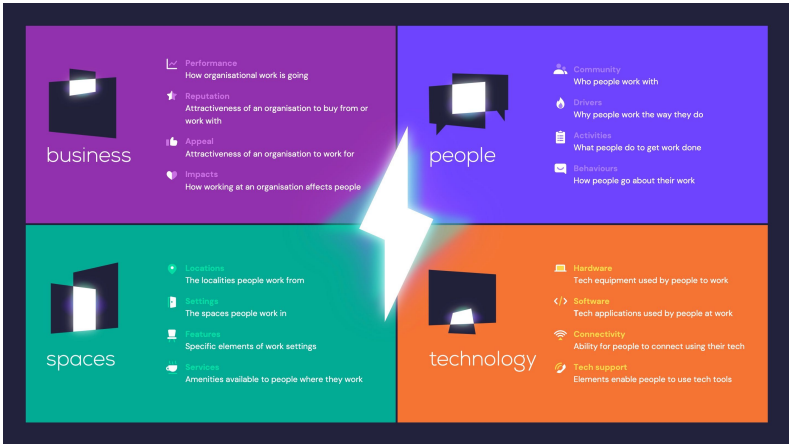 business
Performance
How organisational work is going
Reputation
Attractiveness of an organisation to buy from or
work with
Appeal
Attractiveness of an organisation to work for
Impacts
How working at an organisation affects people
people
Community
Who people work with
Drivers
Why people work the way they do
Activities
What people do to get work done
Behaviours
How people go about their work
spaces
Locations
The localities people work from
Settings
The spaces people work in
Features
Specific elements of work settings
Services
Amenities available to people where they work
technology
Hardware
Tech equipment used by people to work
Software
Tech applications used by people at work
Connectivity
Ability for people to connect using their tech
Tech support
Elements enable people to use tech tools